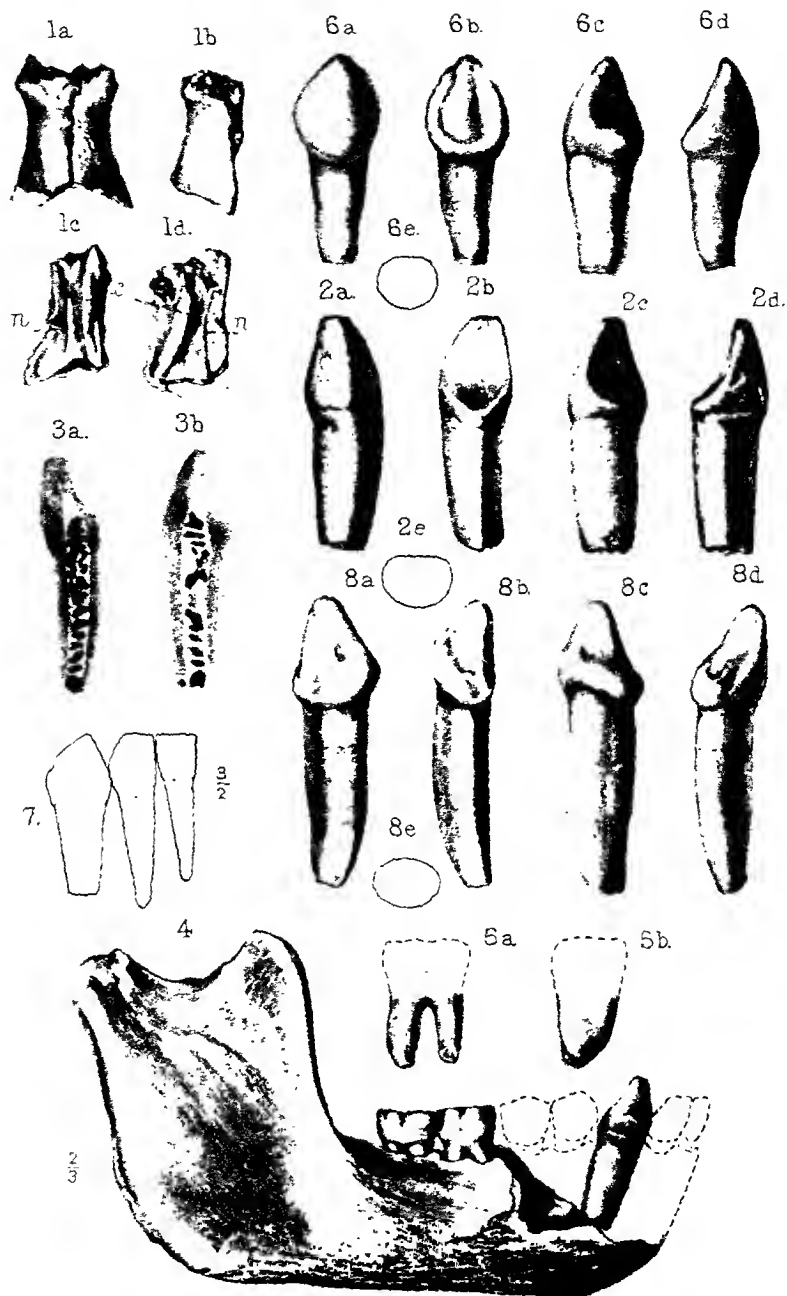 1a 1b 6a 6b. 6c 6d
1c 1d. 6e.
n c n
2a. 2b 2c 2d.
3a. 3b
2e
8a 8b. 8c 8d
7. 3/2
8e
4 5a. 5b.
2/3